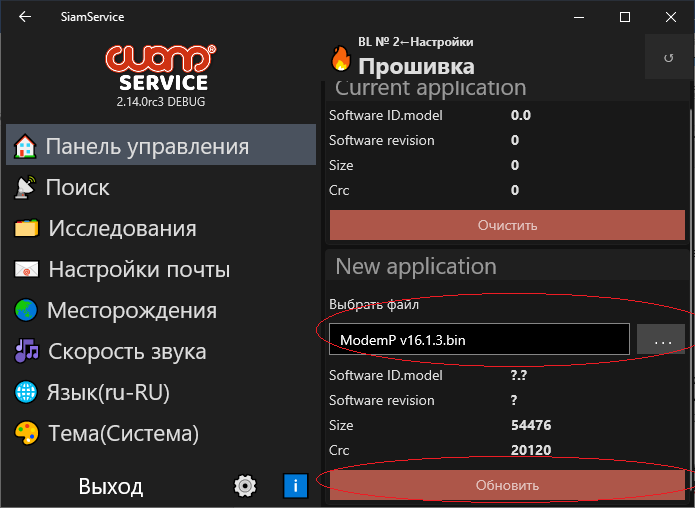 SiamService
СИАМ®
SERVICE
2.14.0rc3 DEBUG
Панель управления
Поиск
Исследования
Настройки почты
Месторождения
Скорость звука
Язык(ru-RU)
Тема(Система)
Выход
i
BL № 2←Настройки
Прошивка
Current application
Software ID.model 0.0
Software revision 0
Size 0
Crc 0
Очистить
New application
Выбрать файл
ModemP v16.1.3.bin ...
Software ID.model ?.?
Software revision ?
Size 54476
Crc 20120
Обновить